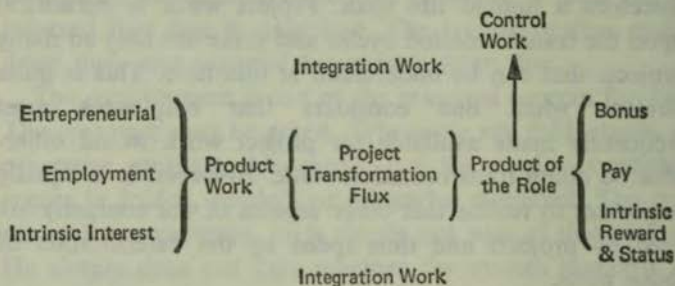 Control
Work
Integration Work
Entrepreneurial
Employment
Intrinsic Interest
Product
Work
Project
Transformation
Flux
Product of
the Role
Bonus
Pay
Intrinsic
Reward
& Status
Integration Work